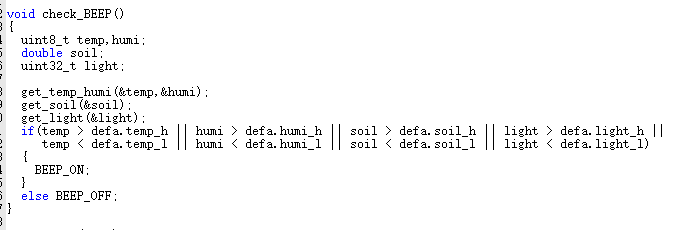 void check_BEEP()
{
  uint8_t temp,humi;
  double soil;
  uint32_t light;
  get_temp_humi(&temp,&humi);
  get_soil(&soil);
  get_light(&light);
  if(temp > defa.temp_h || humi > defa.humi_h || soil > defa.soil_h || light > defa.light_h ||
     temp < defa.temp_l || humi < defa.humi_l || soil < defa.soil_l || light < defa.light_l)
  {
    BEEP_ON;
  }
  else BEEP_OFF;
}